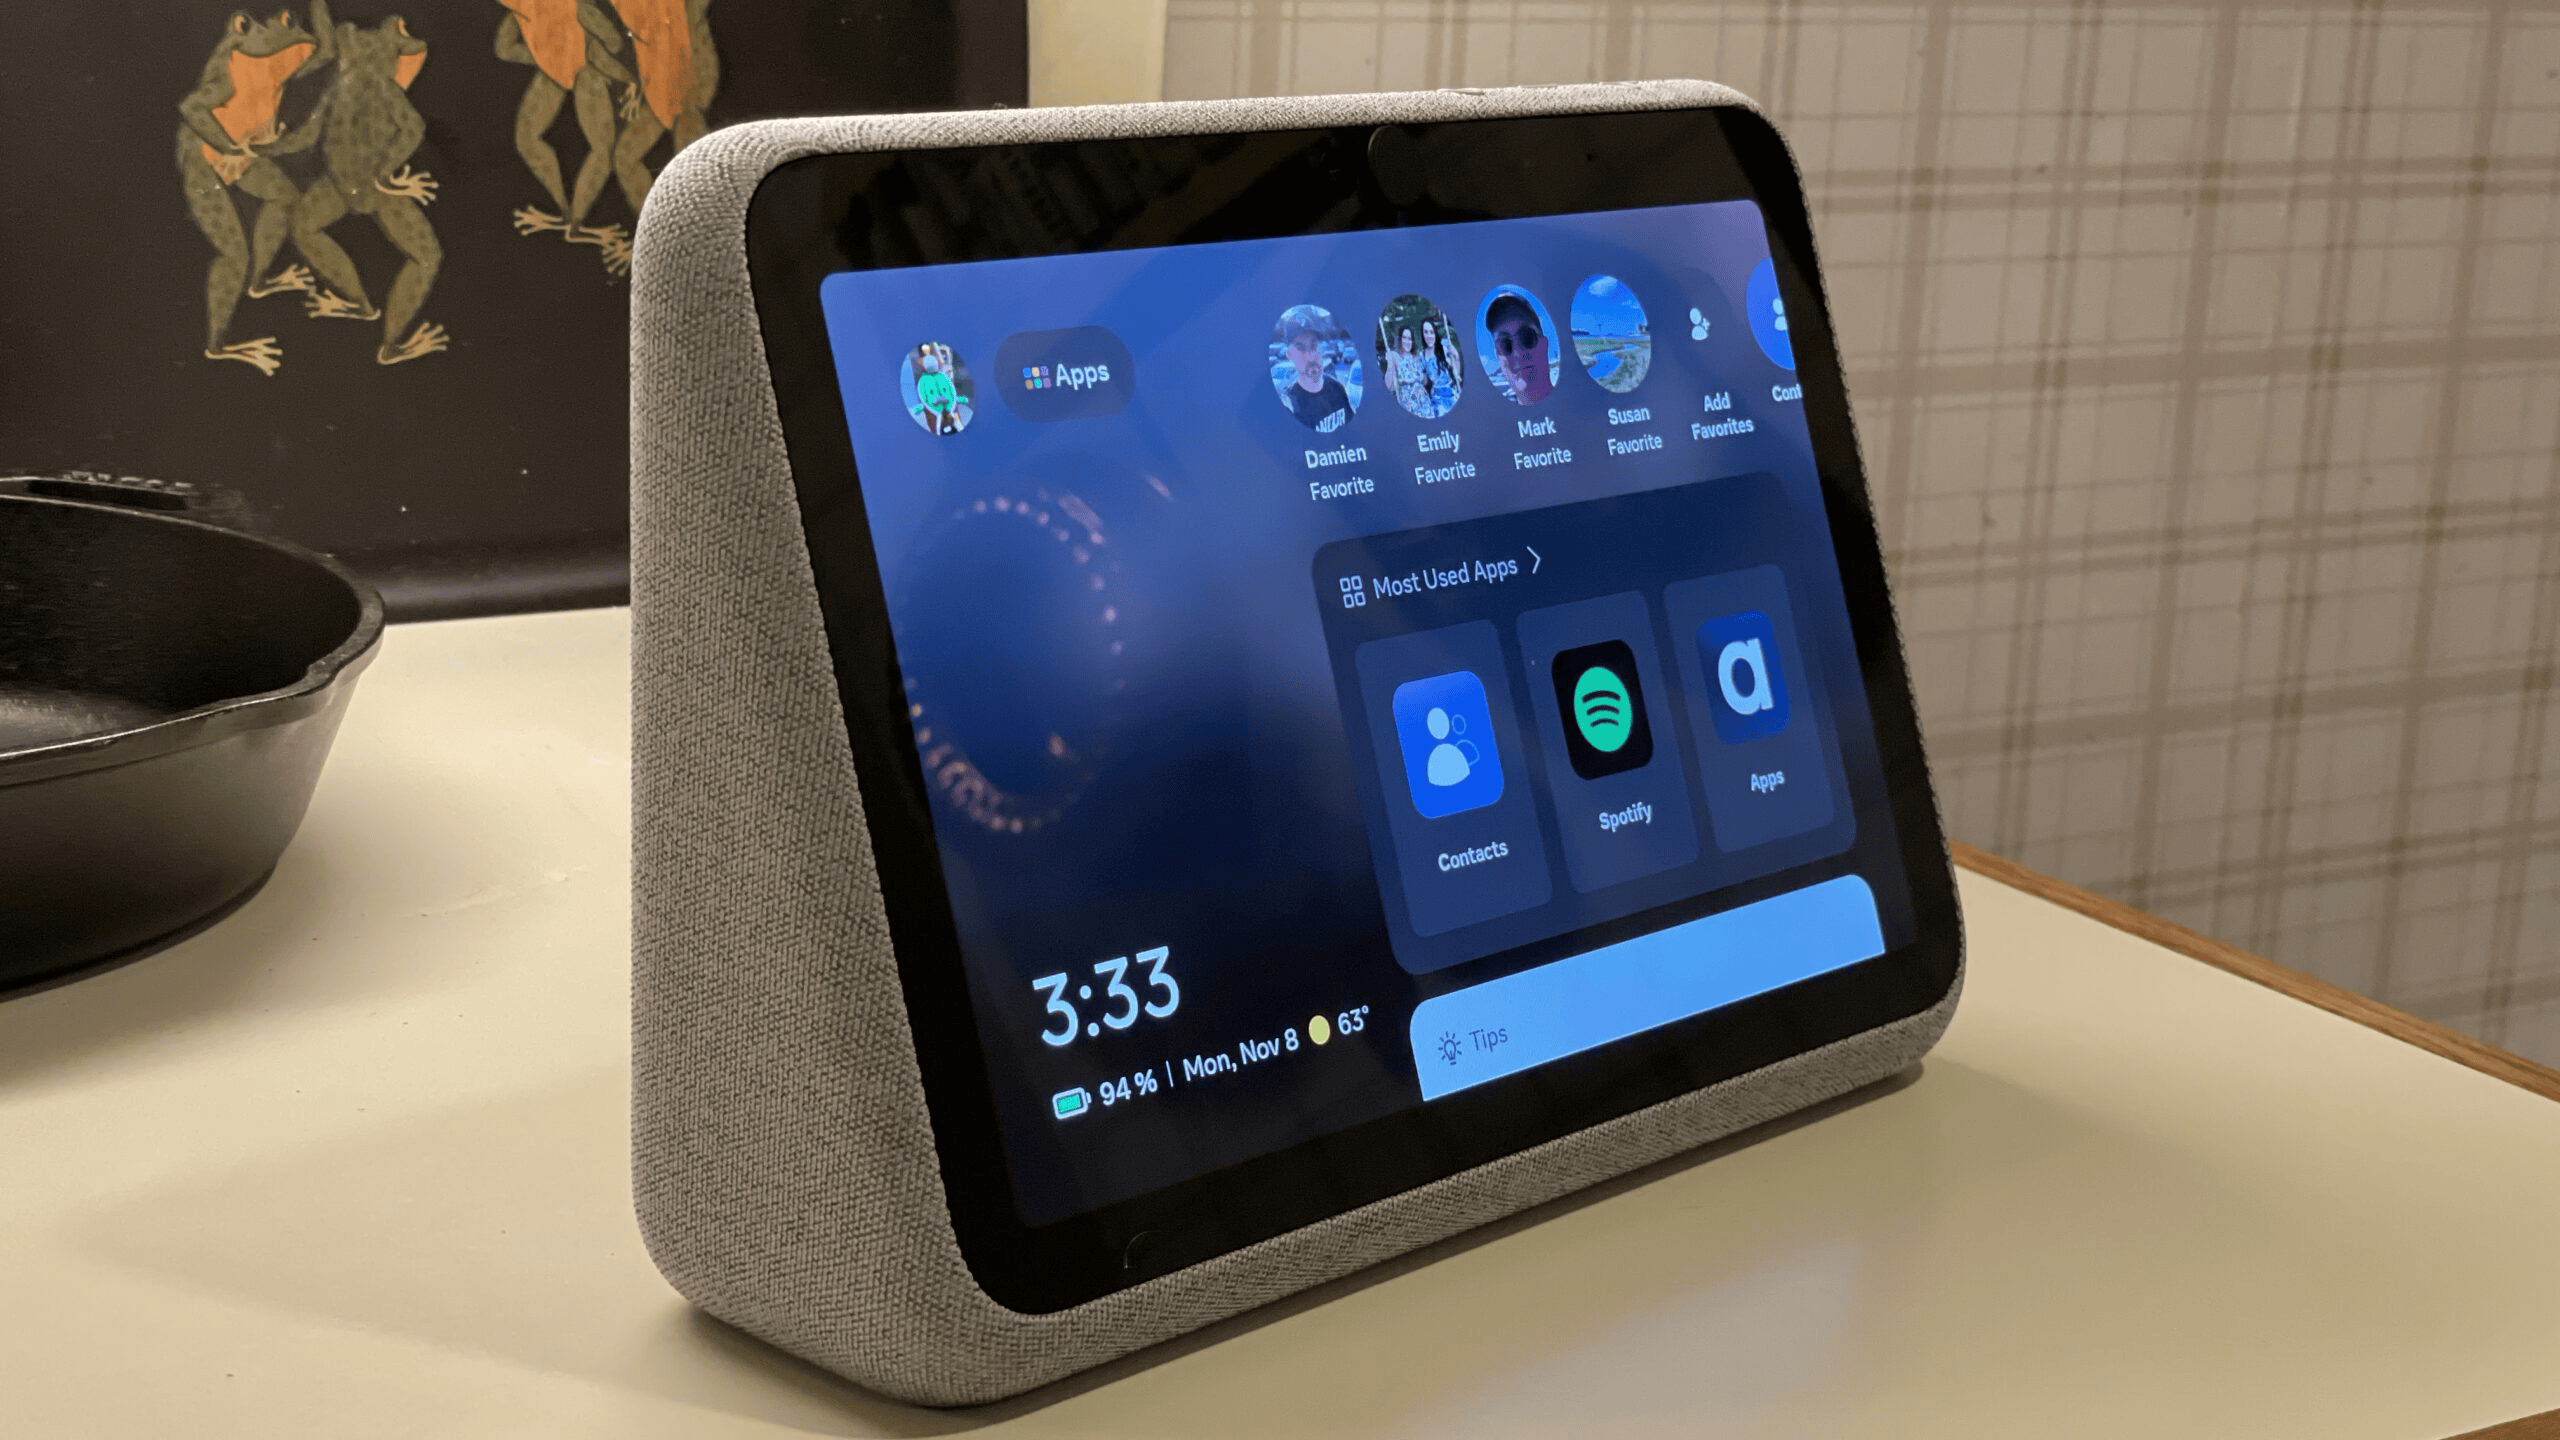 Apps
Damien
Favorite
Emily
Favorite
Mark
Favorite
Susan
Favorite
Add
Favorites
Cont
Most Used Apps
Contacts
Spotify
a
Apps
3:33
94% | Mon, Nov 8 63°
Tips